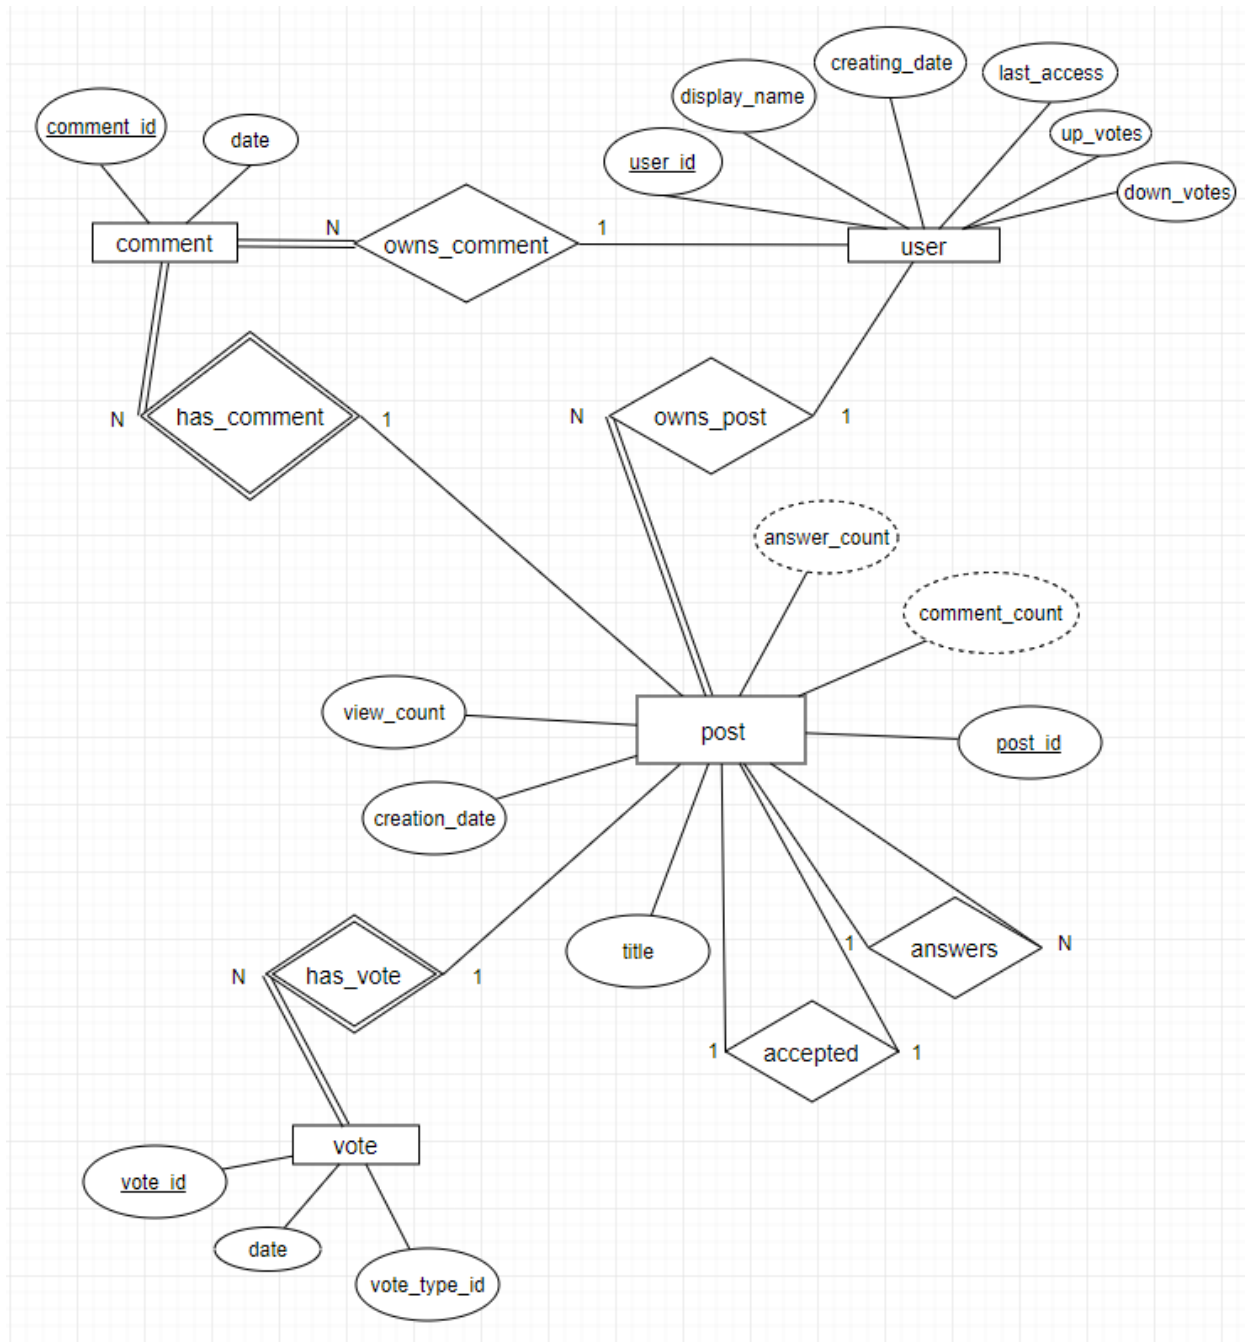 creating_date
last_access
display_name
comment_id
date
up_votes
user_id
down_votes
N
1
comment
owns_comment
user
N
has_comment
1
N
owns_post
1
answer_count
comment_count
view_count
post
post_id
creation_date
title
1
answers
N
N
has_vote
1
1
accepted
1
vote
vote_id
date
vote_type_id